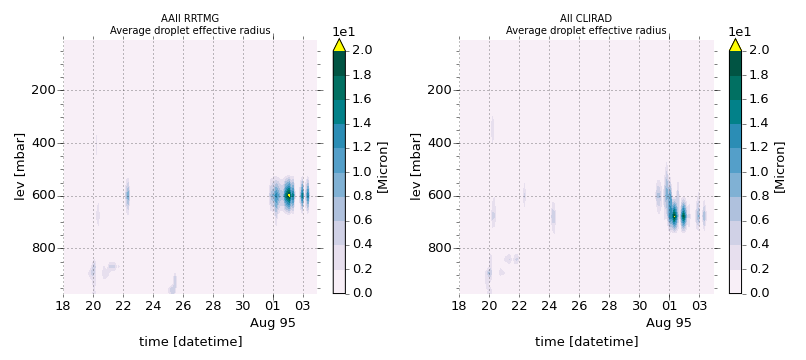 AAII RRTMG
Average droplet effective radius
1e1
2.0
1.8
1.6
1.4
1.2
1.0
0.8
0.6
0.4
0.2
0.0
[Micron]
lev [mbar]
200
400
600
800
18 20 22 24 26 28 30 01 03
Aug 95
time [datetime]
AII CLIRAD
Average droplet effective radius
1e1
2.0
1.8
1.6
1.4
1.2
1.0
0.8
0.6
0.4
0.2
0.0
[Micron]
lev [mbar]
200
400
600
800
18 20 22 24 26 28 30 01 03
Aug 95
time [datetime]